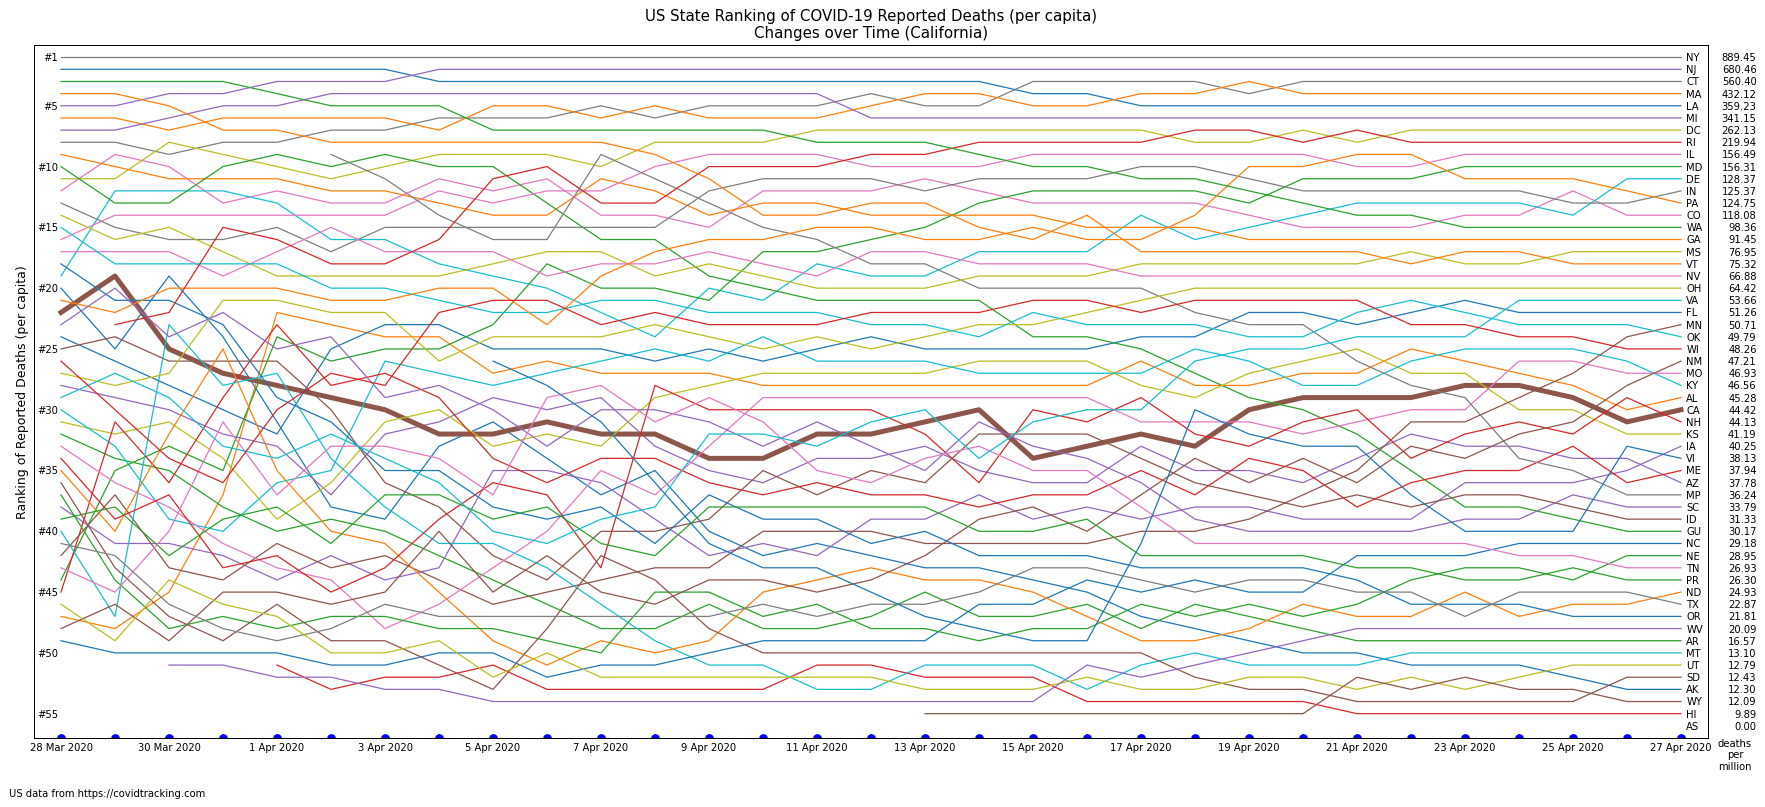 US State Ranking of COVID-19 Reported Deaths (per capita)
Changes over Time (California)
Ranking of Reported Deaths (per capita)
#1
#5
#10
#15
#20
#25
#30
#35
#40
#45
#50
#55
NY 889.45
NJ 680.46
CT 560.40
MA 432.12
LA 359.23
MI 341.15
DC 262.13
RI 219.94
IL 156.49
MD 156.31
DE 128.37
IN 125.37
PA 124.75
CO 118.08
WA 98.36
GA 91.45
MS 76.95
VT 75.32
NV 66.88
OH 64.42
VA 53.66
FL 51.26
MN 50.71
OK 49.79
WI 48.26
NM 47.21
MO 46.93
KY 46.56
AL 45.28
CA 44.42
NH 44.13
KS 41.19
IA 40.25
VI 38.13
ME 37.94
AZ 37.78
MP 36.24
SC 33.79
ID 31.33
GU 30.17
NC 29.18
NE 28.95
TN 26.93
PR 26.30
ND 24.93
TX 22.87
OR 21.81
WV 20.09
AR 16.57
MT 13.10
UT 12.79
SD 12.43
AK 12.30
WY 12.09
HI 9.89
AS 0.00
28 Mar 2020 30 Mar 2020 1 Apr 2020 3 Apr 2020 5 Apr 2020 7 Apr 2020 9 Apr 2020 11 Apr 2020 13 Apr 2020 15 Apr 2020 17 Apr 2020 19 Apr 2020 21 Apr 2020 23 Apr 2020 25 Apr 2020 27 Apr 2020
deaths
per
million
US data from https://covidtracking.com